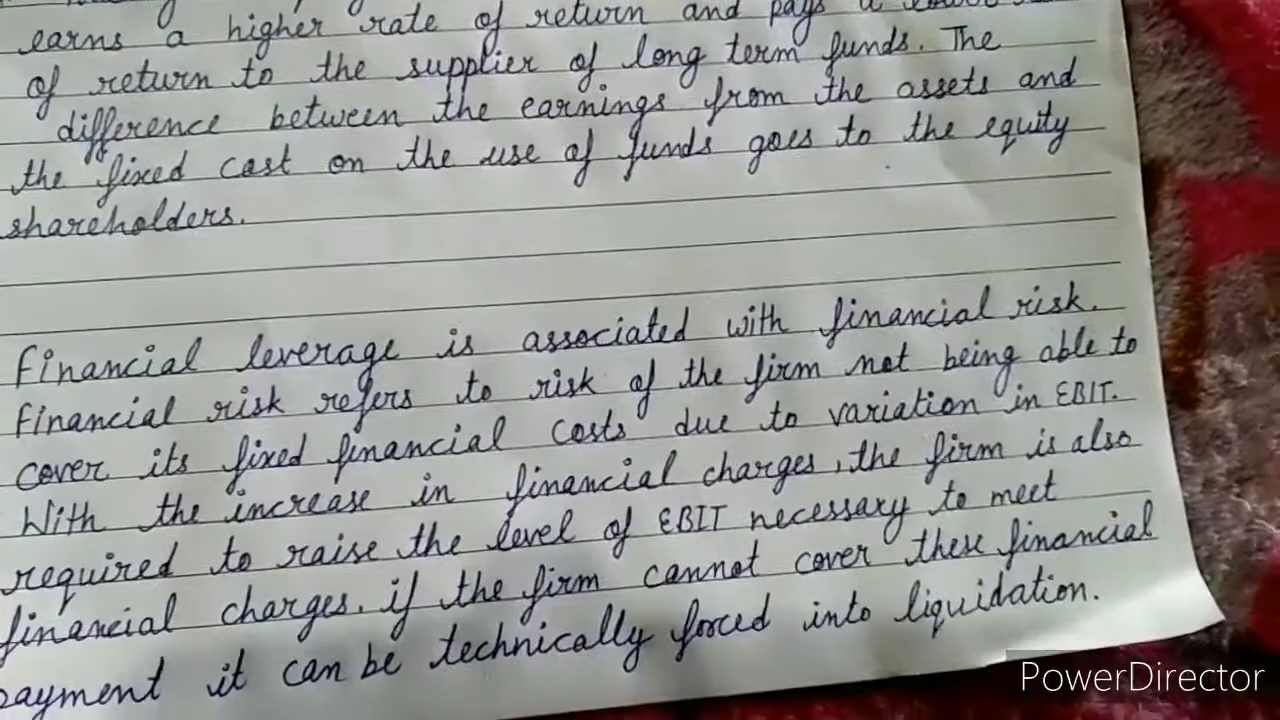 earns a higher rate of return and pays a
of return to the supplier of long term funds. The
difference between the earnings from the assets and
the fixed cost on the use of funds goes to the equity
shareholders.
Financial leverage is associated with financial risk.
Financial risk refers to risk of the firm not being able to
cover its fixed financial costs due to variation in EBIT.
With the increase in financial charges, the firm is also
required to raise the level of EBIT necessary to meet
financial charges. if the firm cannot cover these financial
payment it can be technically forced into liquidation.
PowerDirector